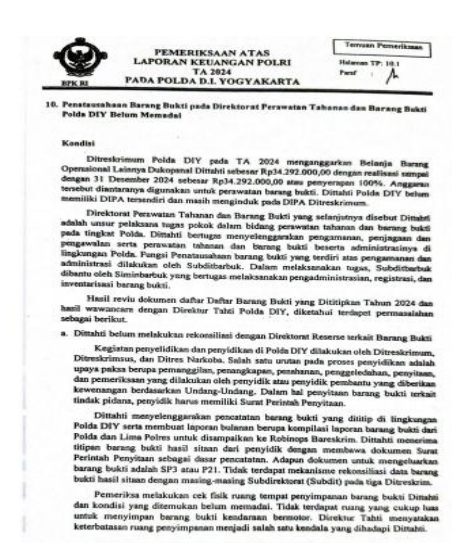 BPK RI
PEMERIKSAAN ATAS
LAPORAN KEUANGAN POLRI
TA 2024
PADA POLDA D.I. YOGYAKARTA
Temuan Pemeriksaan
Halaman TP: 10.1
Paraf :
10. Penatausahaan Barang Bukti pada Direktorat Perawatan Tahanan dan Barang Bukti
Polda DIY Belum Memadai
Kondisi
Ditreskrimum Polda DIY pada TA 2024 menganggarkan Belanja Barang
Operasional Lainnya Dukopsnal Dittahti sebesar Rp34.292.000,00 dengan realisasi sampai
dengan 31 Desember 2024 sebesar Rp34.292.000,00 atau penyerapan 100%. Anggaran
tersebut diantaranya digunakan untuk perawatan barang bukti. Dittahti Polda DIY belum
memiliki DIPA tersendiri dan masih menginduk pada DIPA Ditreskrimum.
Direktorat Perawatan Tahanan dan Barang Bukti yang selanjutnya disebut Dittahti
adalah unsur pelaksana tugas pokok dalam bidang perawatan tahanan dan barang bukti
pada tingkat Polda. Dittahti bertugas menyelenggarakan pengamanan, penjagaan dan
pengawalan serta perawatan tahanan dan barang bukti beserta administrasinya di
lingkungan Polda. Fungsi Penatausahaan barang bukti yang terdiri atas pengamanan dan
administrasi dilakukan oleh Subditbarbuk. Dalam melaksanakan tugas, Subditbarbuk
dibantu oleh Siminbarbuk yang bertugas melaksanakan pengadministrasian, registrasi, dan
inventarisasi barang bukti.
Hasil reviu dokumen daftar Daftar Barang Bukti yang Dititipkan Tahun 2024 dan
hasil wawancara dengan Direktur Tahti Polda DIY, diketahui terdapat permasalahan
sebagai berikut.
a. Dittahti belum melakukan rekonsiliasi dengan Direktorat Reserse terkait Barang Bukti
Kegiatan penyelidikan dan penyidikan di Polda DIY dilakukan oleh Ditreskrimum,
Ditreskrimsus, dan Ditres Narkoba. Salah satu urutan pada proses penyidikan adalah
upaya paksa berupa pemanggilan, penangkapan, penahanan, penggeledahan, penyitaan,
dan pemeriksaan yang dilakukan oleh penyidik atau penyidik pembantu yang diberikan
kewenangan berdasarkan Undang-Undang. Dalam hal penyitaan barang bukti terkait
tindak pidana, penyidik harus memiliki Surat Perintah Penyitaan.
Dittahti menyelenggarakan pencatatan barang bukti yang dititip di lingkungan
Polda DIY serta membuat laporan bulanan berupa kompilasi laporan barang bukti dari
Polda dan Lima Polres untuk disampaikan ke Robinops Bareskrim. Dittahti menerima
titipan barang bukti hasil sitaan dari penyidik dengan membawa dokumen Surat
Perintah Penyitaan sebagai dasar pencatatan. Adapun dokumen untuk mengeluarkan
barang bukti adalah SP3 atau P21. Tidak terdapat mekanisme rekonsiliasi data barang
bukti hasil sitaan dengan masing-masing Subdirektorat (Subdit) pada tiga Ditreskrim.
Pemeriksa melakukan cek fisik ruang tempat penyimpanan barang bukti Dittahti
dan kondisi yang ditemukan belum memadai. Tidak terdapat ruang yang cukup luas
untuk menyimpan barang bukti kendaraan bermotor. Direktur Tahti menyatakan
keterbatasan ruang penyimpanan menjadi salah satu kendala yang dihadapi Dittahti.